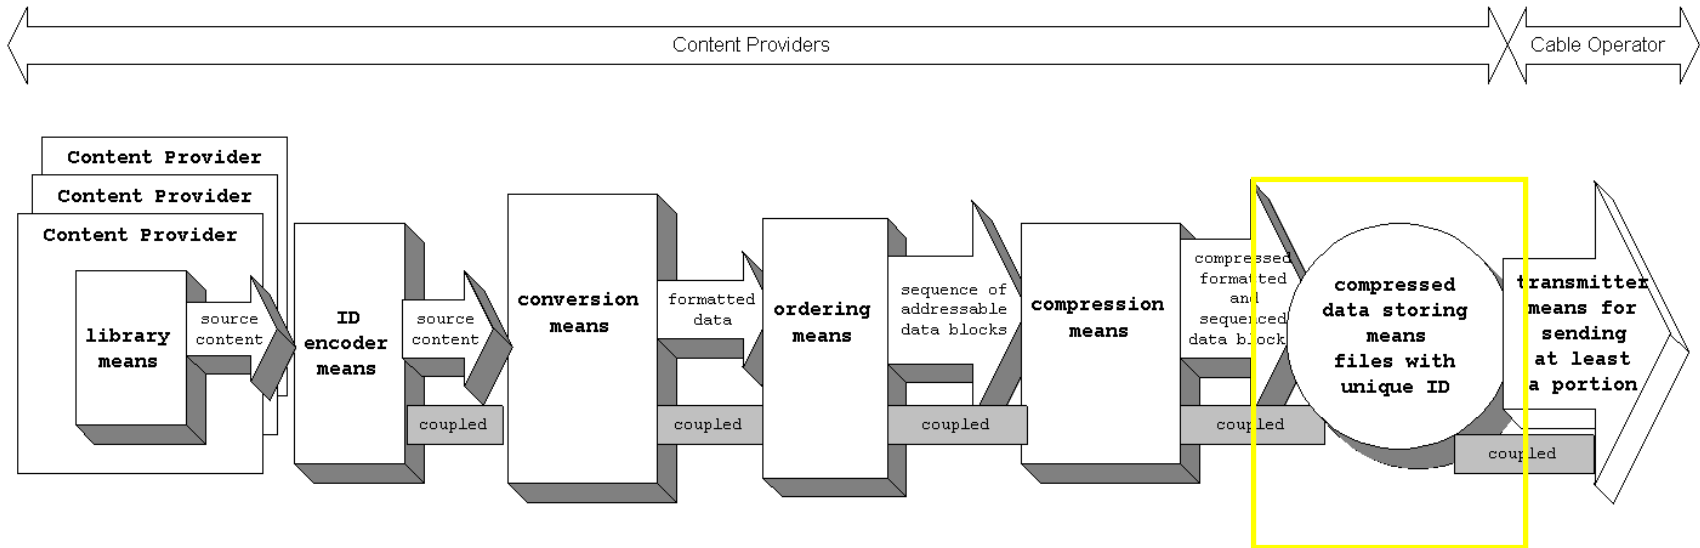 Content Providers
Cable Operator
Content Provider
Content Provider
Content Provider
library
means
source
content
ID
encoder
means
source
content
coupled
conversion
means
formatted
data
coupled
ordering
means
sequence of
addressable
data blocks
coupled
compression
means
compressed
formatted
and
sequenced
data block
coupled
compressed
data storing
means
files with
unique ID
coupled
transmitter
means for
sending
at least
a portion